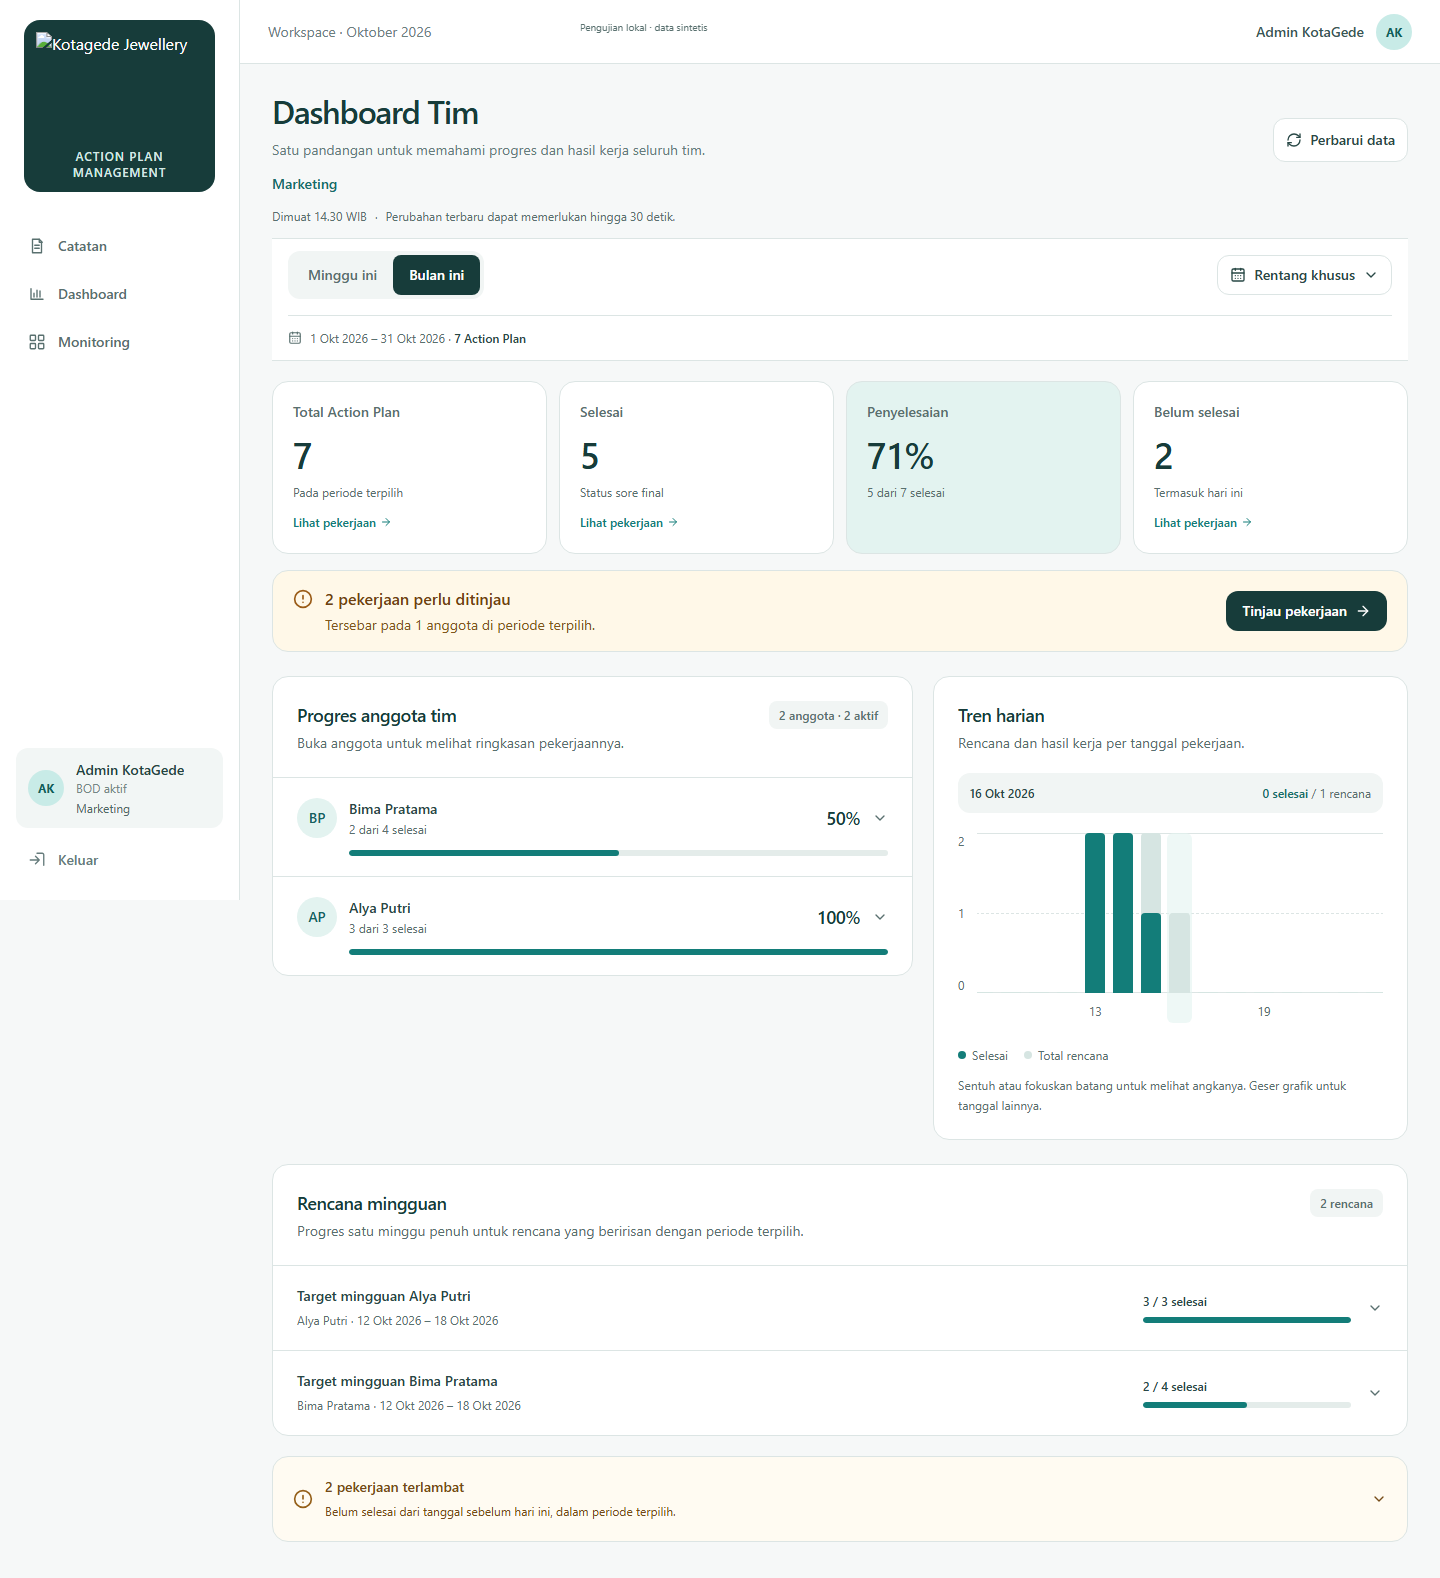 Kotagede Jewellery
ACTION PLAN
MANAGEMENT
Catatan
Dashboard
Monitoring
AK
Admin KotaGede
BOD aktif
Marketing
Keluar
Workspace · Oktober 2026
Pengujian lokal · data sintetis
Admin KotaGede
AK
Dashboard Tim
Satu pandangan untuk memahami progres dan hasil kerja seluruh tim.
Marketing
Dimuat 14.30 WIB · Perubahan terbaru dapat memerlukan hingga 30 detik.
Perbarui data
Minggu ini
Bulan ini
Rentang khusus
1 Okt 2026 – 31 Okt 2026 · 7 Action Plan
Total Action Plan
7
Pada periode terpilih
Lihat pekerjaan →
Selesai
5
Status sore final
Lihat pekerjaan →
Penyelesaian
71%
5 dari 7 selesai
Belum selesai
2
Termasuk hari ini
Lihat pekerjaan →
2 pekerjaan perlu ditinjau
Tersebar pada 1 anggota di periode terpilih.
Tinjau pekerjaan →
Progres anggota tim
2 anggota · 2 aktif
Buka anggota untuk melihat ringkasan pekerjaannya.
BP
Bima Pratama
2 dari 4 selesai
50%
AP
Alya Putri
3 dari 3 selesai
100%
Tren harian
Rencana dan hasil kerja per tanggal pekerjaan.
16 Okt 2026
0 selesai / 1 rencana
2
1
0
13
19
Selesai
Total rencana
Sentuh atau fokuskan batang untuk melihat angkanya. Geser grafik untuk
tanggal lainnya.
Rencana mingguan
2 rencana
Progres satu minggu penuh untuk rencana yang beririsan dengan periode terpilih.
Target mingguan Alya Putri
Alya Putri · 12 Okt 2026 – 18 Okt 2026
3 / 3 selesai
Target mingguan Bima Pratama
Bima Pratama · 12 Okt 2026 – 18 Okt 2026
2 / 4 selesai
2 pekerjaan terlambat
Belum selesai dari tanggal sebelum hari ini, dalam periode terpilih.